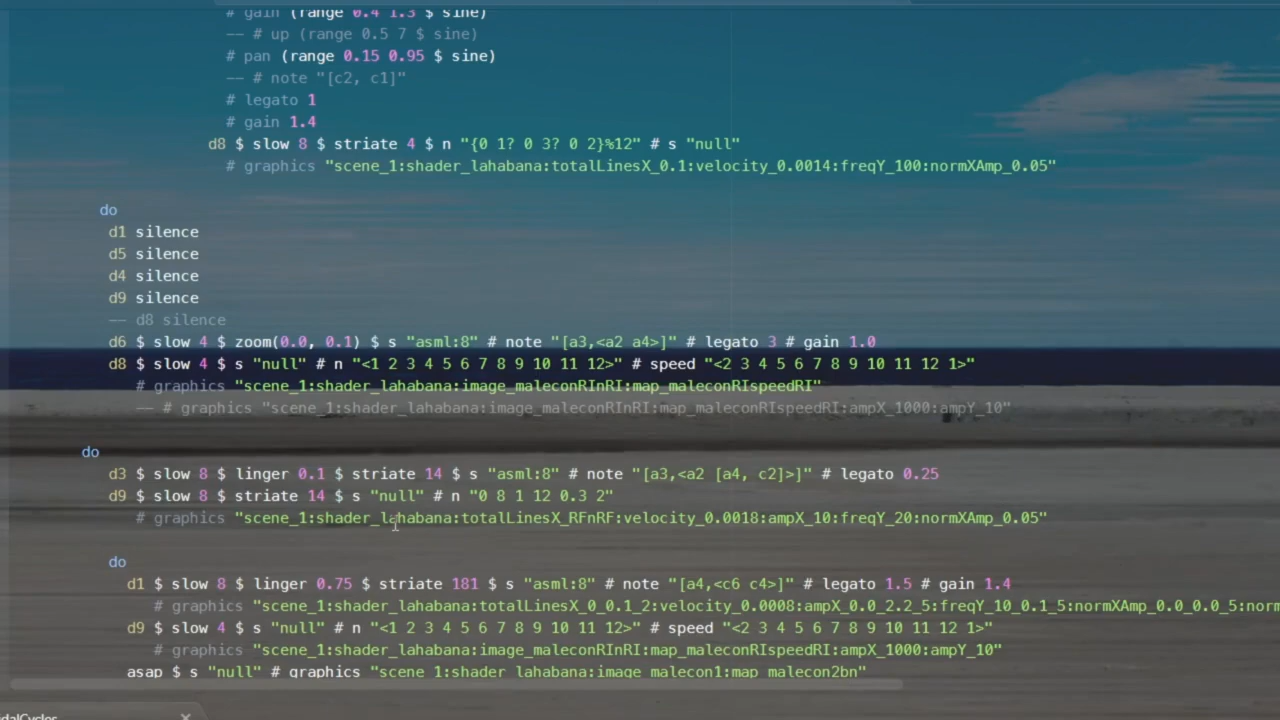 # gain (range 0.4 1.3 $ sine)
-- # up (range 0.5 7 $ sine)
# pan (range 0.15 0.95 $ sine)
-- # note "[c2, c1]"
# legato 1
# gain 1.4
d8 $ slow 8 $ striate 4 $ n "{0 1? 0 3? 0 2}%12" # s "null"
# graphics "scene_1:shader_lahabana:totalLinesX_0.1:velocity_0.0014:freqY_100:normXAmp_0.05"
do
d1 silence
d5 silence
d4 silence
d9 silence
-- d8 silence
d6 $ slow 4 $ zoom(0.0, 0.1) $ s "asml:8" # note "[a3,<a2 a4>]" # legato 3 # gain 1.0
d8 $ slow 4 $ s "null" # n "<1 2 3 4 5 6 7 8 9 10 11 12>" # speed "<2 3 4 5 6 7 8 9 10 11 12 1>"
# graphics "scene_1:shader_lahabana:image_maleconRInRI:map_maleconRIspeedRI"
-- # graphics "scene_1:shader_lahabana:image_maleconRInRI:map_maleconRIspeedRI:ampX_1000:ampY_10"
do
d3 $ slow 8 $ linger 0.1 $ striate 14 $ s "asml:8" # note "[a3,<a2 [a4, c2]>]" # legato 0.25
d9 $ slow 8 $ striate 14 $ s "null" # n "0 8 1 12 0.3 2"
# graphics "scene_1:shader_lahabana:totalLinesX_RFnRF:velocity_0.0018:ampX_10:freqY_20:normXAmp_0.05"
do
d1 $ slow 8 $ linger 0.75 $ striate 181 $ s "asml:8" # note "[a4,<c6 c4>]" # legato 1.5 # gain 1.4
# graphics "scene_1:shader_lahabana:totalLinesX_0_0.1_2:velocity_0.0008:ampX_0.0_2.2_5:freqY_10_0.1_5:normXAmp_0.0_0.0_5:norm
d9 $ slow 4 $ s "null" # n "<1 2 3 4 5 6 7 8 9 10 11 12>" # speed "<2 3 4 5 6 7 8 9 10 11 12 1>"
# graphics "scene_1:shader_lahabana:image_maleconRInRI:map_maleconRIspeedRI:ampX_1000:ampY_10"
asap $ s "null" # graphics "scene_1:shader_lahabana:image_malecon1:map_malecon2bn"
dalCycles